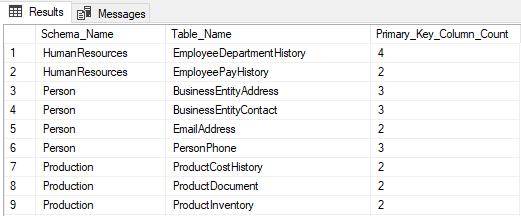 Results Messages
Schema_Name Table_Name Primary_Key_Column_Count
1 HumanResources EmployeeDepartmentHistory 4
2 HumanResources EmployeePayHistory 2
3 Person BusinessEntityAddress 3
4 Person BusinessEntityContact 3
5 Person EmailAddress 2
6 Person PersonPhone 3
7 Production ProductCostHistory 2
8 Production ProductDocument 2
9 Production ProductInventory 2